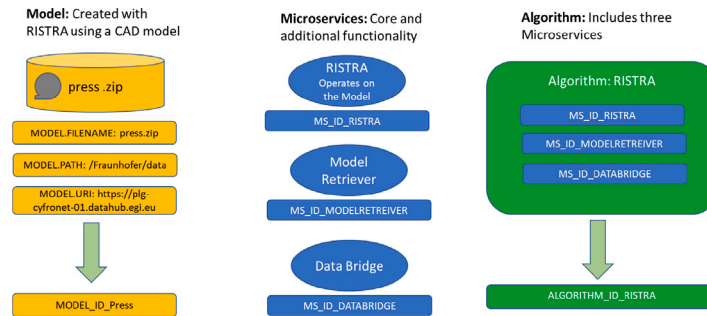 Model: Created with
RISTRA using a CAD model
press .zip
MODEL.FILENAME: press.zip
MODEL.PATH: /Fraunhofer/data
MODEL.URI: https://plg-
cyfronet-01.datahub.egi.eu
MODEL_ID_Press
Microservices: Core and
additional functionality
RISTRA
Operates on
the Model
MS_ID_RISTRA
Model
Retriever
MS_ID_MODELRETREIVER
Data Bridge
MS_ID_DATABRIDGE
Algorithm: Includes three
Microservices
Algorithm: RISTRA
MS_ID_RISTRA
MS_ID_MODELRETREIVER
MS_ID_DATABRIDGE
ALGORITHM_ID_RISTRA